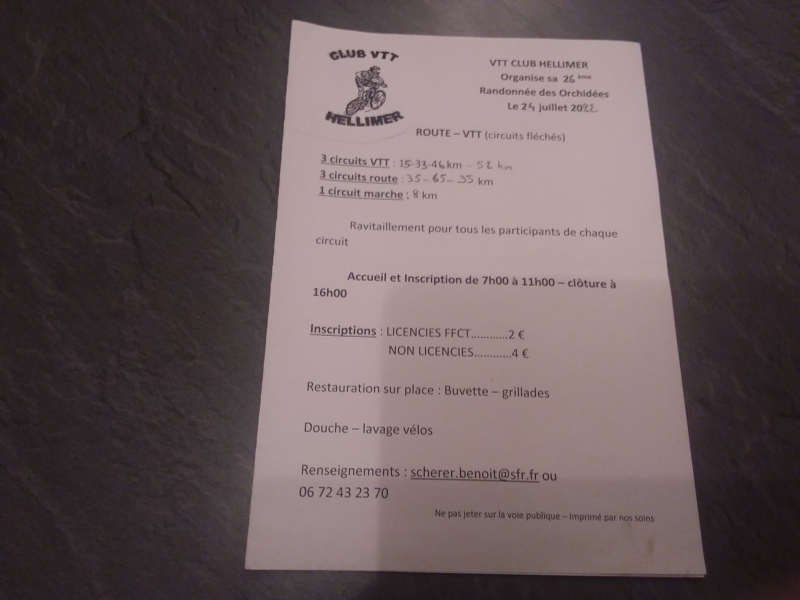 CLUB VTT
HELLIMER
VTT CLUB HELLIMER
Organise sa 26 ème
Randonnée des Orchidées
Le 24 juillet 2022
ROUTE – VTT (circuits fléchés)
3 circuits VTT : 15-33-46km - 52 km
3 circuits route : 35-65-95 km
1 circuit marche : 8 km
Ravitaillement pour tous les participants de chaque
circuit
Accueil et Inscription de 7h00 à 11h00 – clôture à
16h00
Inscriptions : LICENCIES FFCT............2 €
NON LICENCIES............4 €
Restauration sur place : Buvette – grillades
Douche – lavage vélos
Renseignements : scherer.benoit@sfr.fr ou
06 72 43 23 70
Ne pas jeter sur la voie publique – Imprimé par nos soins